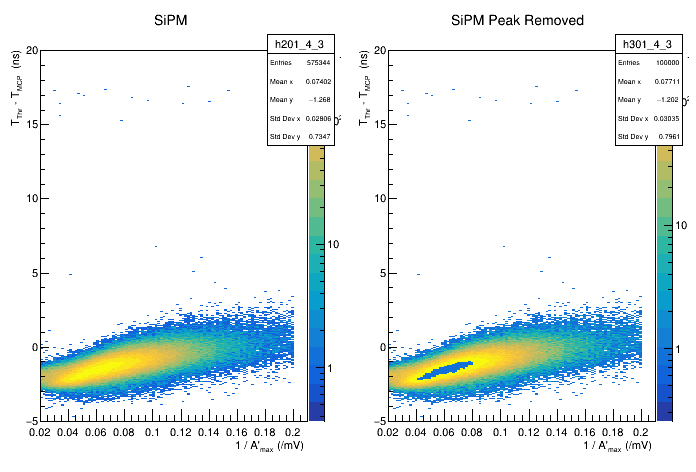 SiPM
SiPM Peak Removed
h201_4_3
Entries 575344
Mean x 0.07402
Mean y −1.268
Std Dev x 0.02806
Std Dev y 0.7347
h301_4_3
Entries 100000
Mean x 0.07711
Mean y −1.202
Std Dev x 0.03035
Std Dev y 0.7961
T_Thr - T_MCP (ns)
20
15
10
5
0
−5
0.02 0.04 0.06 0.08 0.1 0.12 0.14 0.16 0.18 0.2
1 / A'_max (/mV)
10
1
T_Thr - T_MCP (ns)
20
15
10
5
0
−5
0.02 0.04 0.06 0.08 0.1 0.12 0.14 0.16 0.18 0.2
1 / A'_max (/mV)
10
1